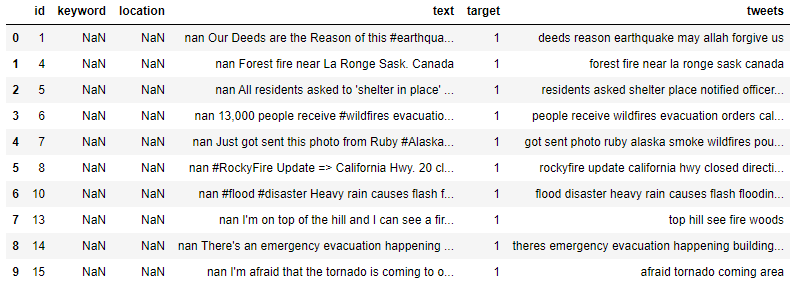 id keyword location text target tweets
0 1 NaN NaN nan Our Deeds are the Reason of this #earthqua... 1 deeds reason earthquake may allah forgive us
1 4 NaN NaN nan Forest fire near La Ronge Sask. Canada 1 forest fire near la ronge sask canada
2 5 NaN NaN nan All residents asked to 'shelter in place' ... 1 residents asked shelter place notified officer...
3 6 NaN NaN nan 13,000 people receive #wildfires evacuatio... 1 people receive wildfires evacuation orders cal...
4 7 NaN NaN nan Just got sent this photo from Ruby #Alaska... 1 got sent photo ruby alaska smoke wildfires pou...
5 8 NaN NaN nan #RockyFire Update => California Hwy. 20 cl... 1 rockyfire update california hwy closed directi...
6 10 NaN NaN nan #flood #disaster Heavy rain causes flash f... 1 flood disaster heavy rain causes flash floodin...
7 13 NaN NaN nan I'm on top of the hill and I can see a fir... 1 top hill see fire woods
8 14 NaN NaN nan There's an emergency evacuation happening ... 1 theres emergency evacuation happening building...
9 15 NaN NaN nan I'm afraid that the tornado is coming to o... 1 afraid tornado coming area